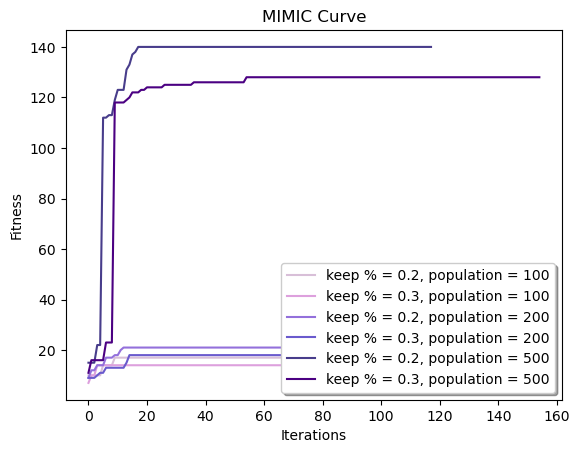 MIMIC Curve
140
120
100
80
60
40
20
Fitness
keep % = 0.2, population = 100
keep % = 0.3, population = 100
keep % = 0.2, population = 200
keep % = 0.3, population = 200
keep % = 0.2, population = 500
keep % = 0.3, population = 500
0 20 40 60 80 100 120 140 160
Iterations